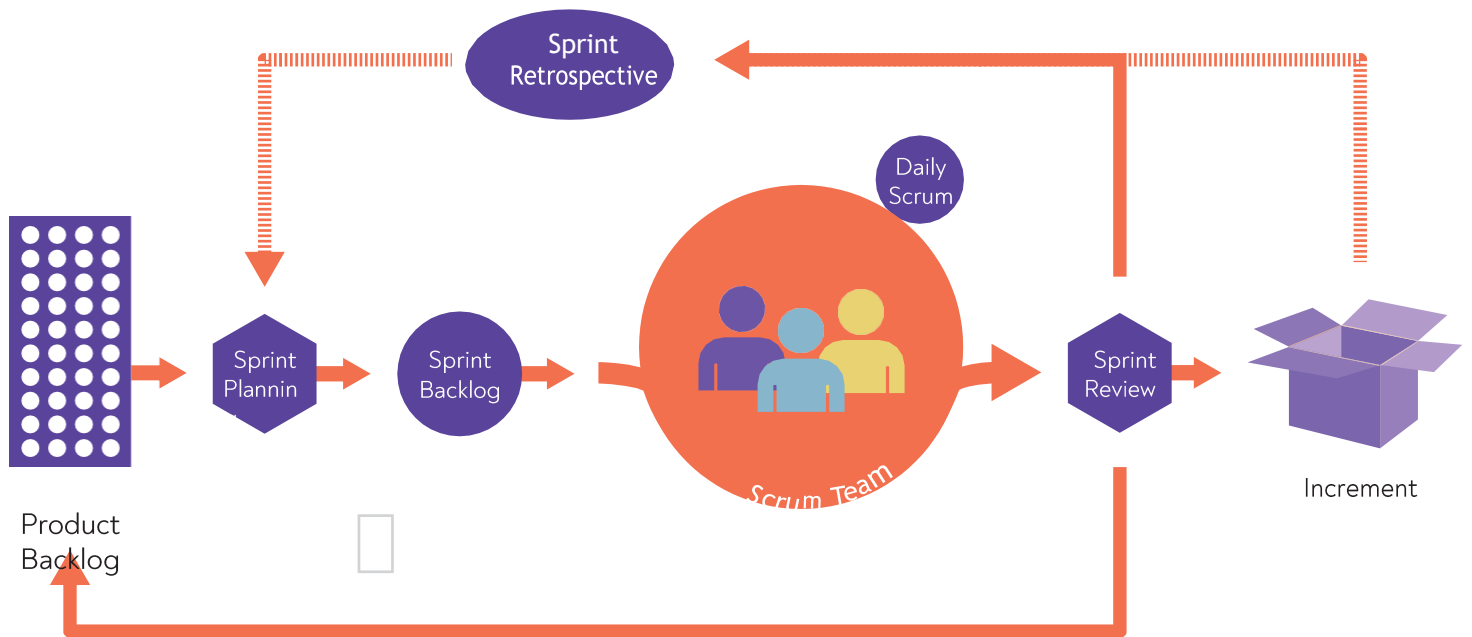 Sprint
Retrospective
Daily
Scrum
Sprint
Plannin
Sprint
Backlog
Scrum Team
Sprint
Review
Increment
Product
Backlog